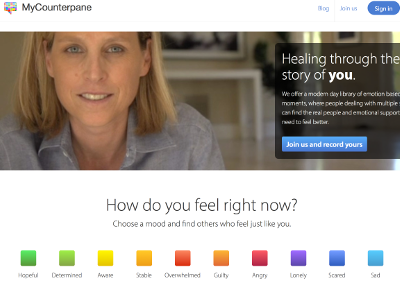 MyCounterpane
Blog Join us Sign in
Healing through the
story of you.
We offer a modern day library of emotion based
moments, where people dealing with multiple
can find the real people and emotional support
need to feel better.
Join us and record yours
How do you feel right now?
Choose a mood and find others who feel just like you.
Hopeful Determined Aware Stable Overwhelmed Guilty Angry Lonely Scared Sad